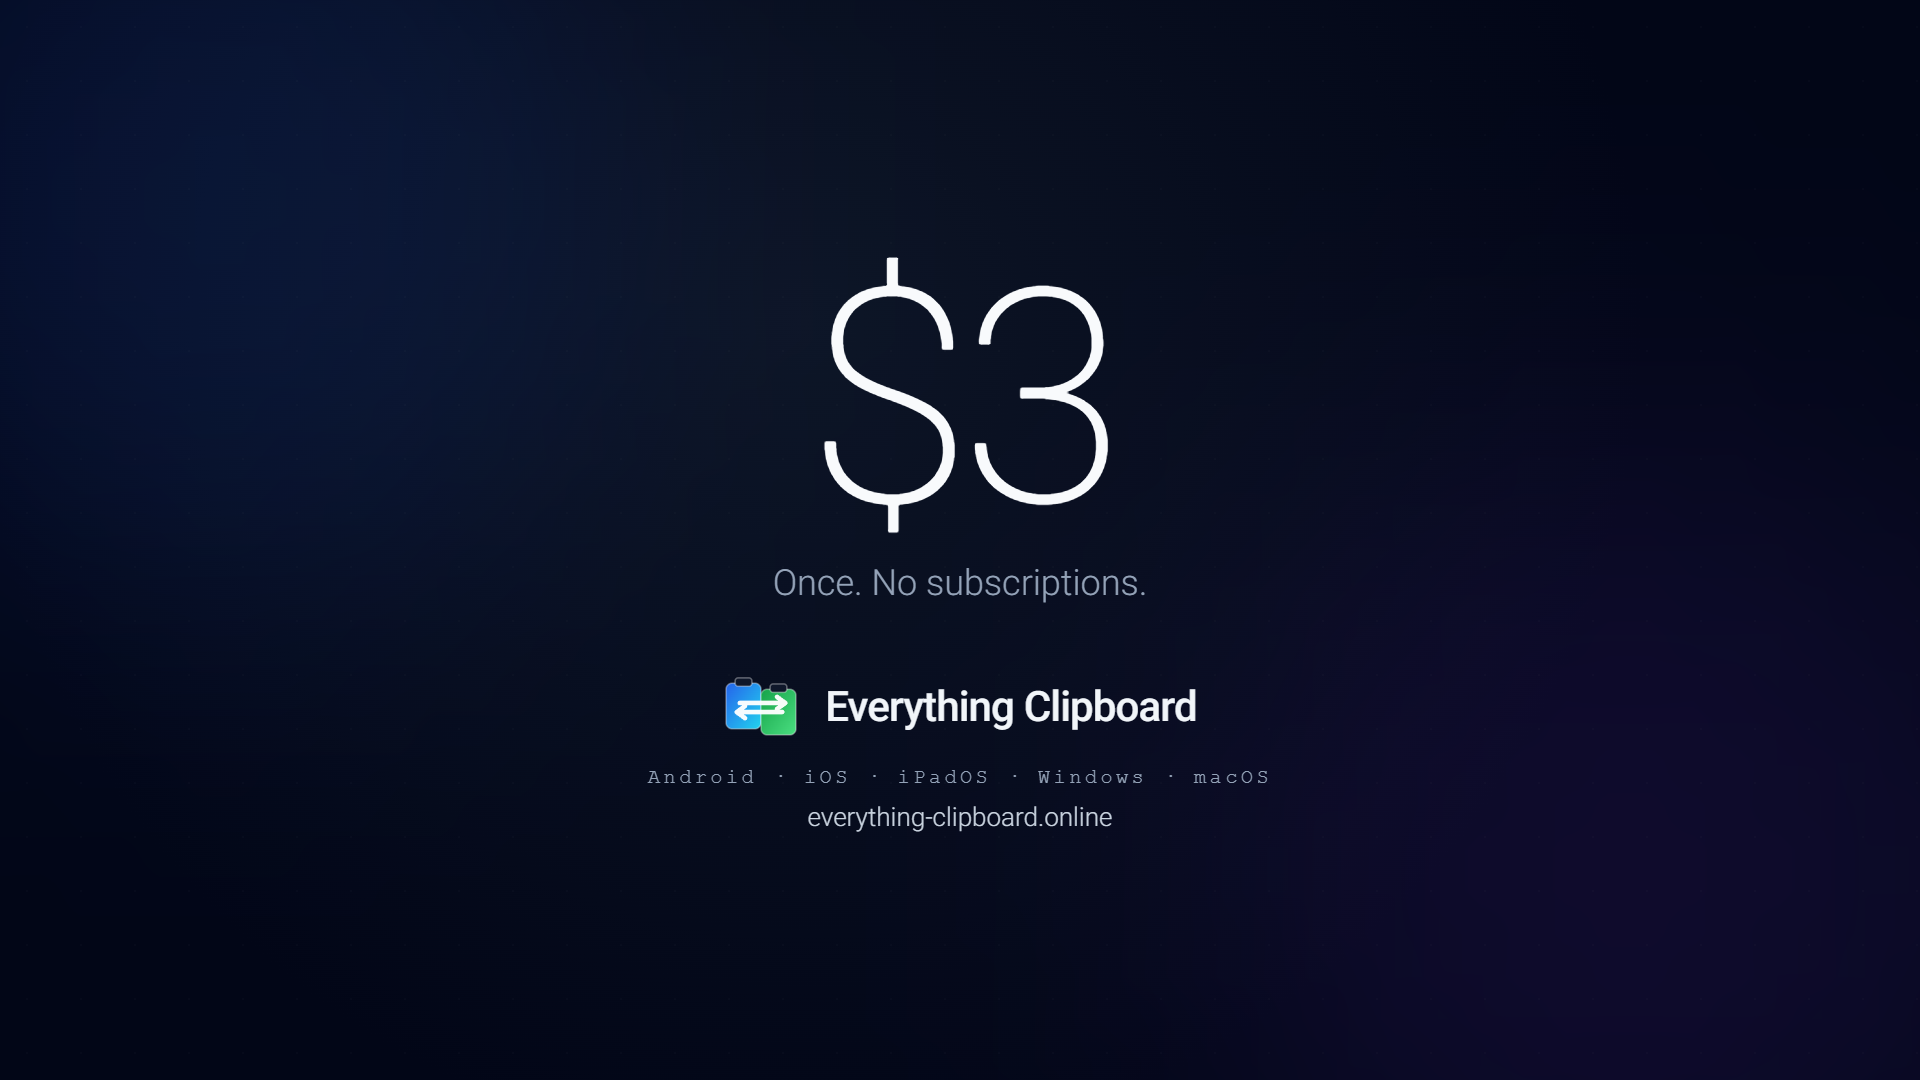 $3
Once. No subscriptions.
Everything Clipboard
Android · iOS · iPadOS · Windows · macOS
everything-clipboard.online